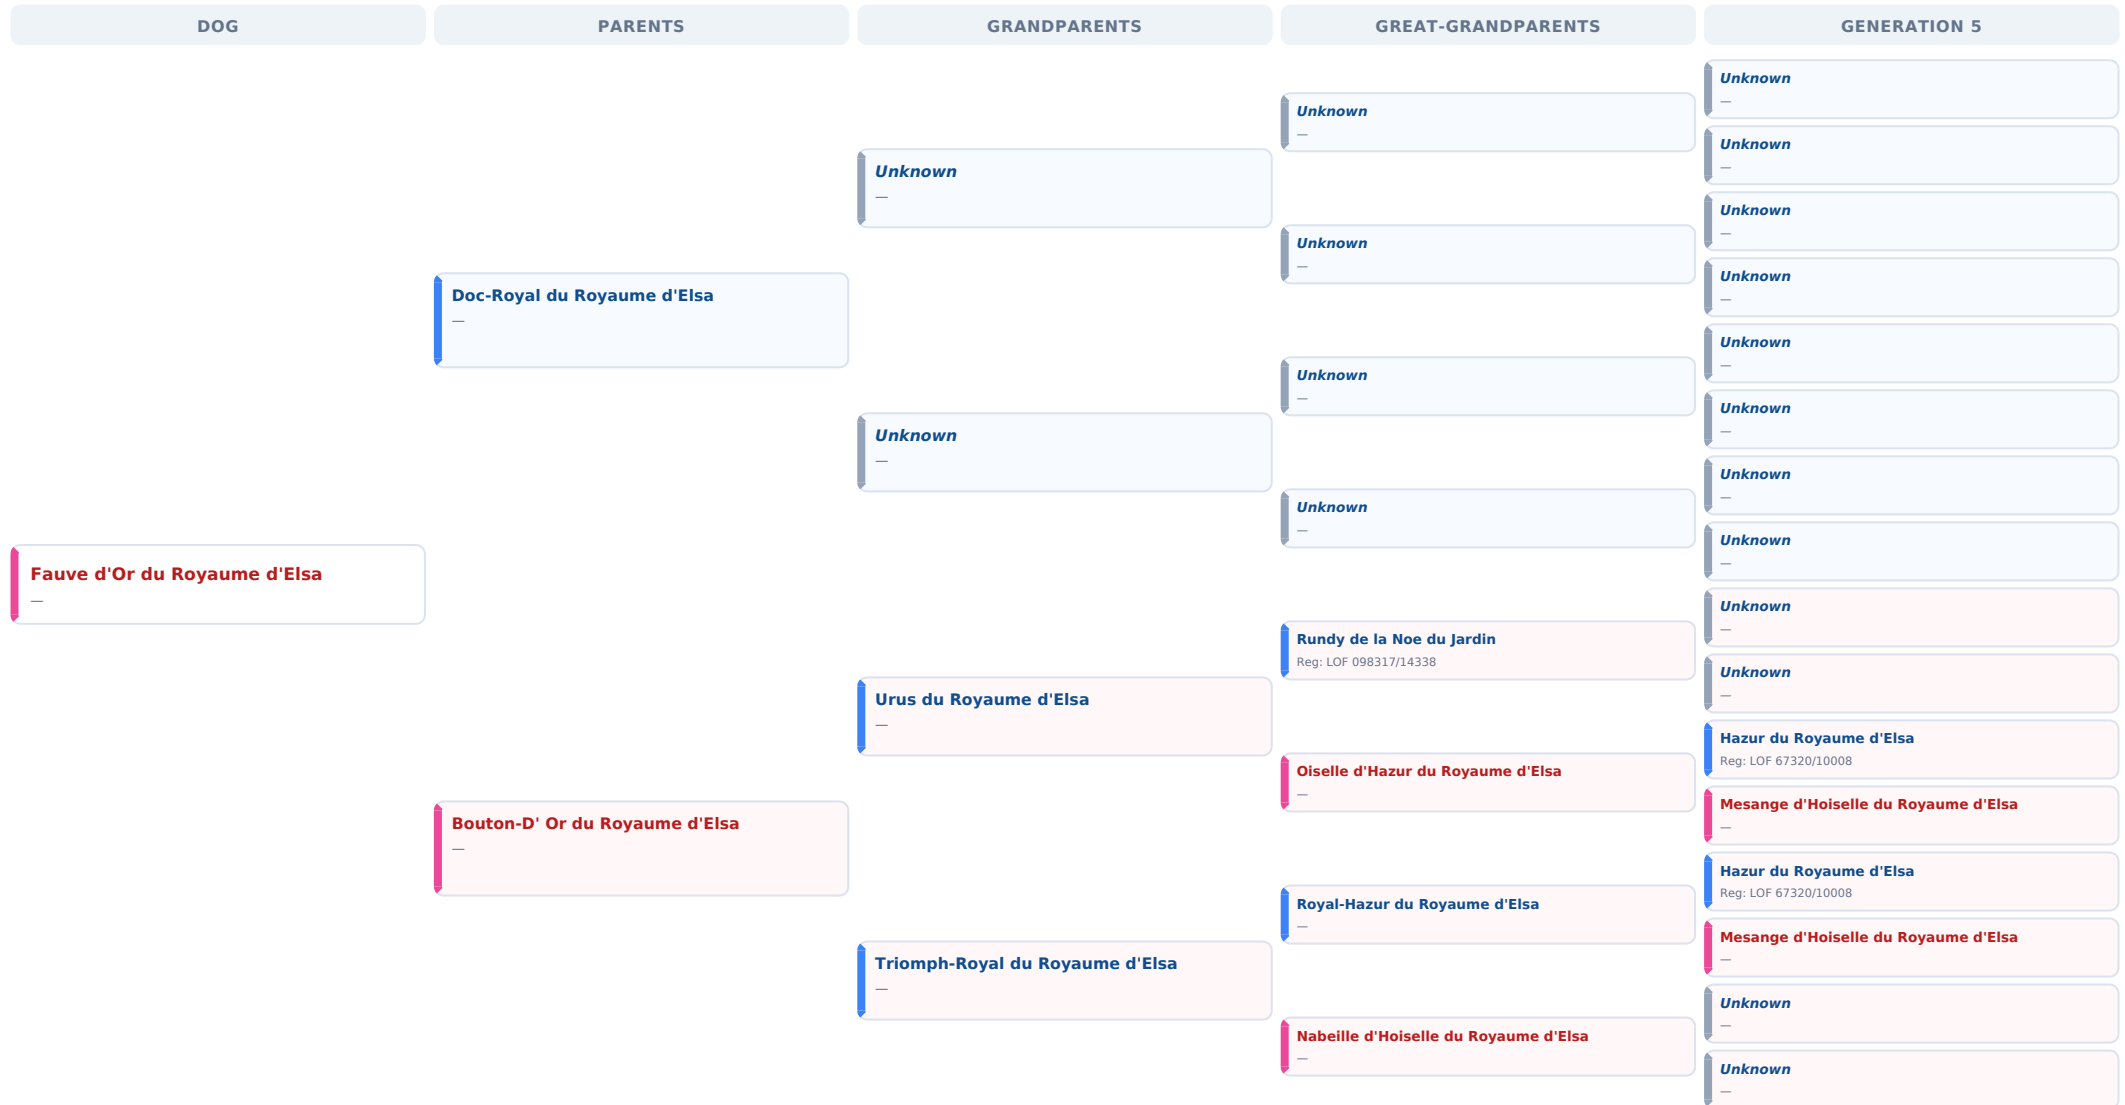 DOG
PARENTS
GRANDPARENTS
GREAT-GRANDPARENTS
GENERATION 5
Fauve d'Or du Royaume d'Elsa
—
Doc-Royal du Royaume d'Elsa
—
Bouton-D' Or du Royaume d'Elsa
—
Unknown
—
Unknown
—
Urus du Royaume d'Elsa
—
Triomph-Royal du Royaume d'Elsa
—
Unknown
—
Unknown
—
Unknown
—
Unknown
—
Rundy de la Noe du Jardin
Reg: LOF 098317/14338
Oiselle d'Hazur du Royaume d'Elsa
—
Royal-Hazur du Royaume d'Elsa
—
Nabeille d'Hoiselle du Royaume d'Elsa
—
Unknown
—
Unknown
—
Unknown
—
Unknown
—
Unknown
—
Unknown
—
Unknown
—
Unknown
—
Unknown
—
Unknown
—
Hazur du Royaume d'Elsa
Reg: LOF 67320/10008
Mesange d'Hoiselle du Royaume d'Elsa
—
Hazur du Royaume d'Elsa
Reg: LOF 67320/10008
Mesange d'Hoiselle du Royaume d'Elsa
—
Unknown
—
Unknown
—